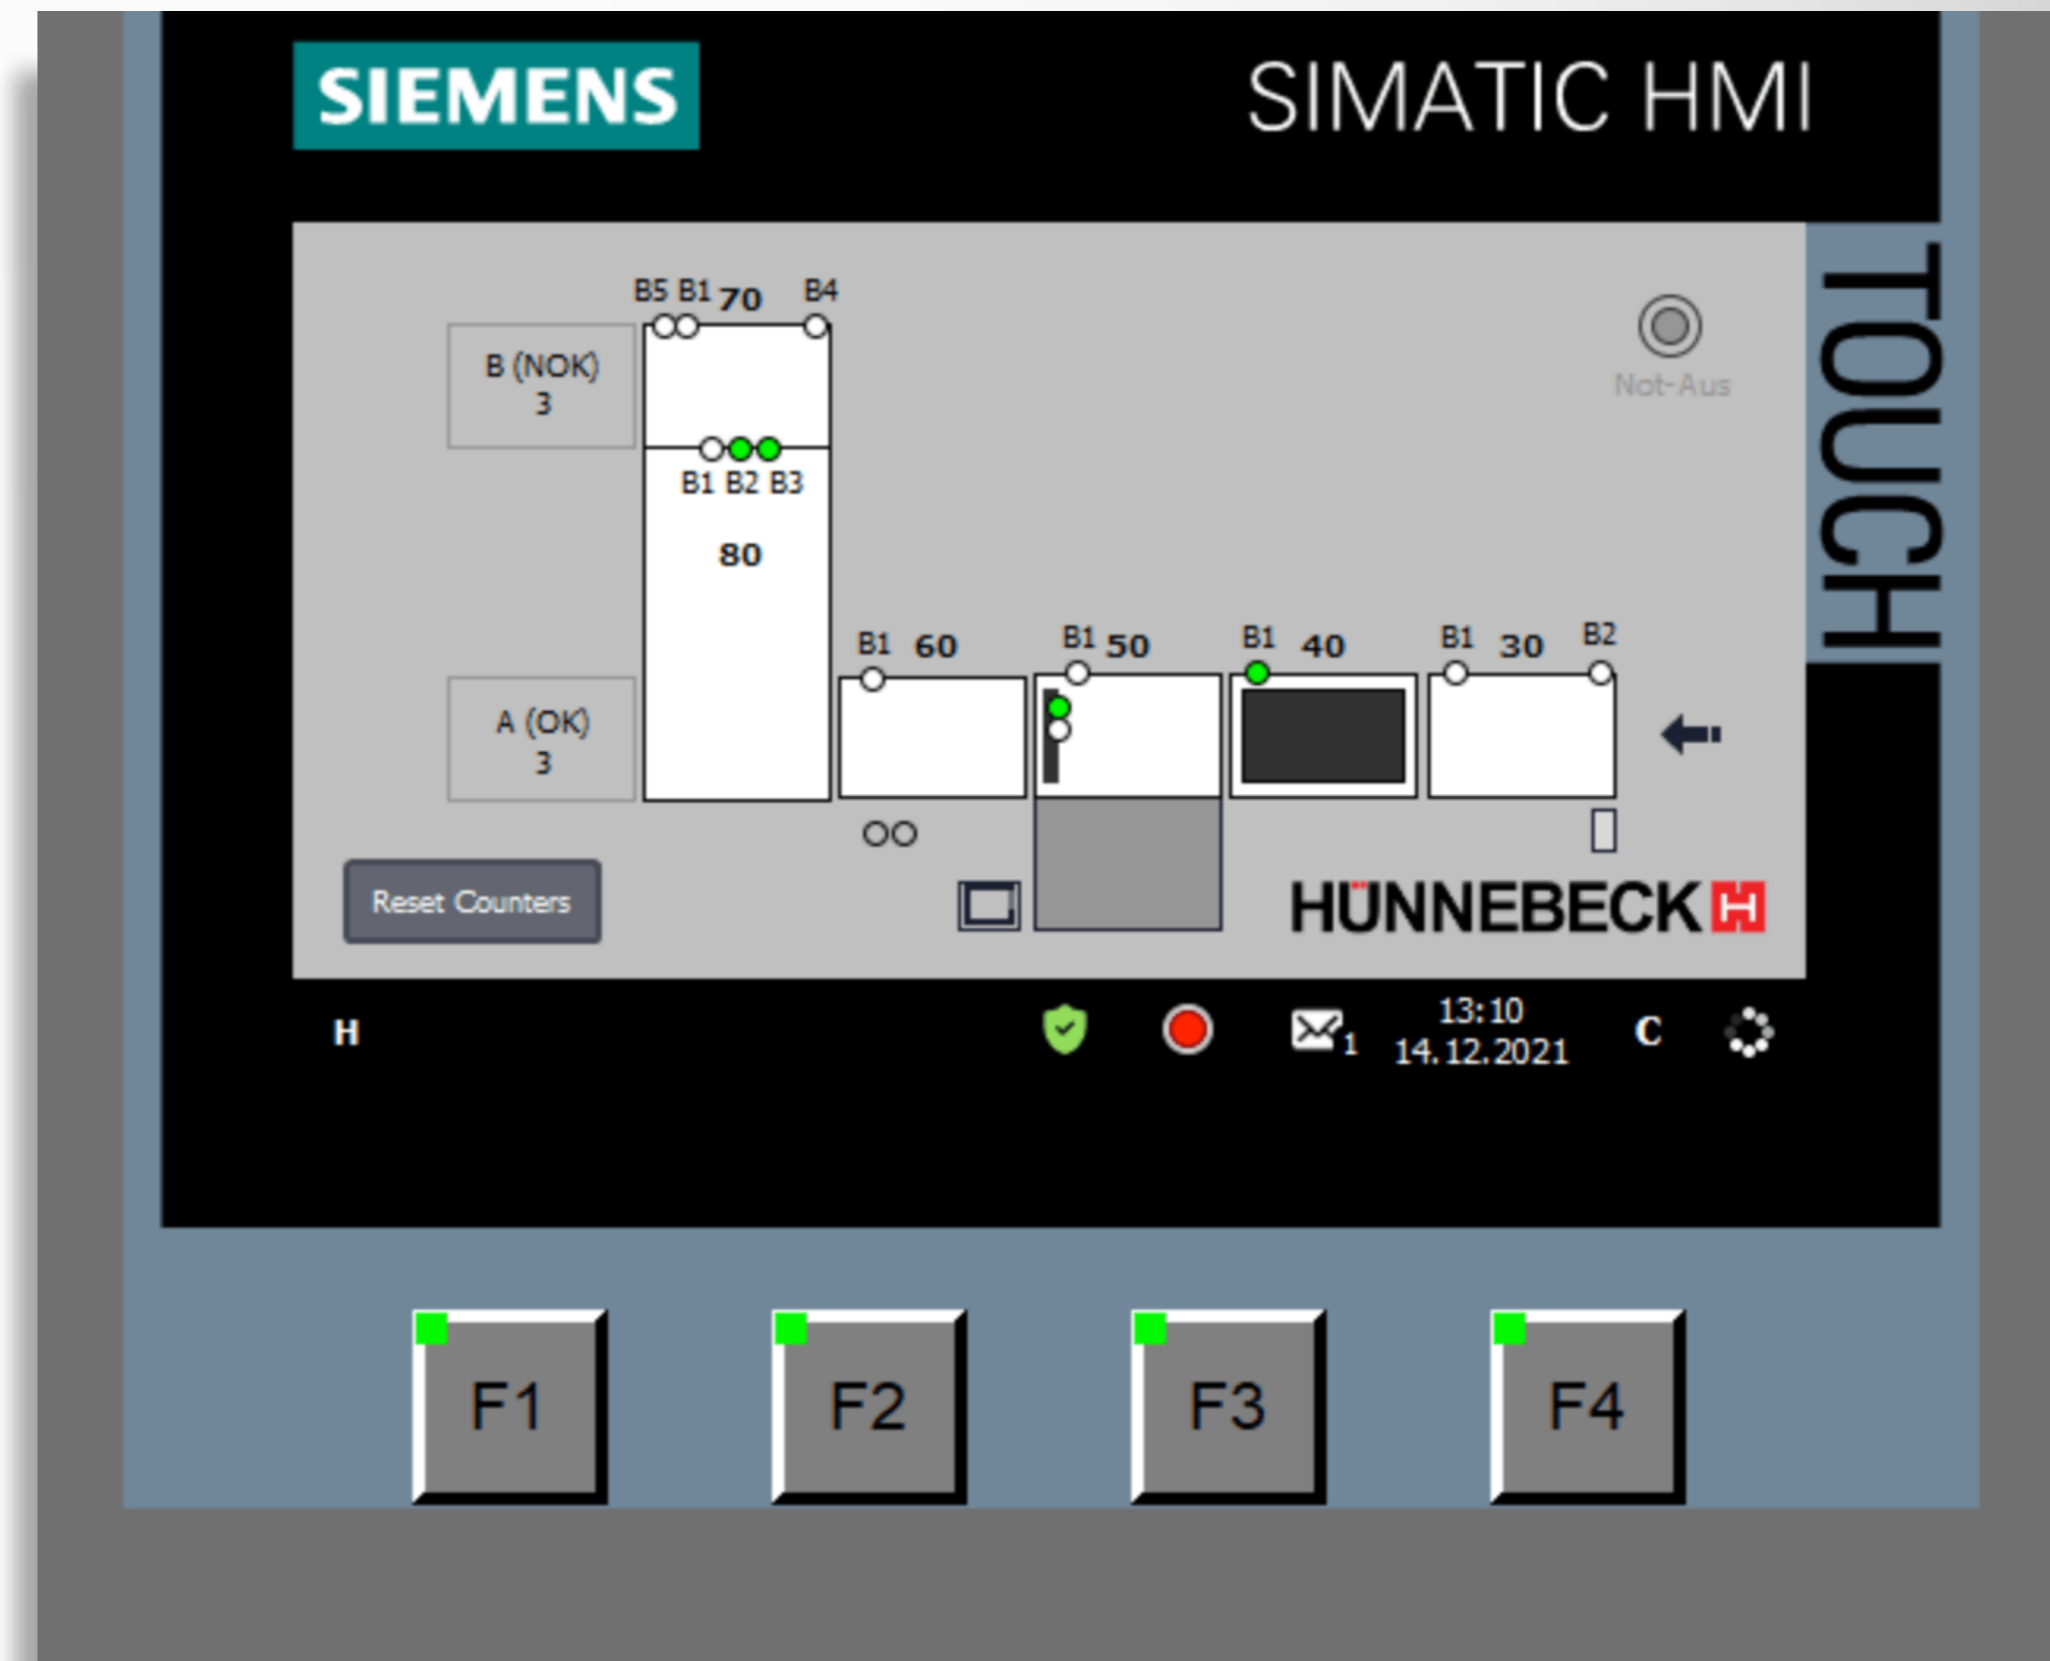 SIEMENS
SIMATIC HMI
TOUCH
B5 B1 70 B4
B (NOK)
3
Not-Aus
B1 B2 B3
80
B1 60
B1 50
B1 40
B1 30 B2
A (OK)
3
Reset Counters
HÜNNEBECK H
H
1
13:10
14.12.2021
C
F1
F2
F3
F4